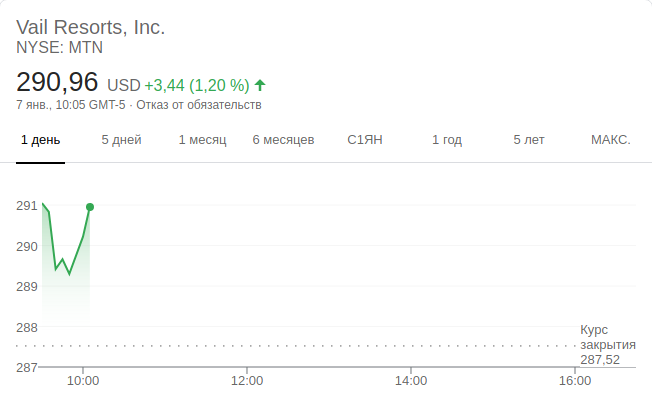 Vail Resorts, Inc.
NYSE: MTN
290,96 USD +3,44 (1,20 %)
7 янв., 10:05 GMT-5 · Отказ от обязательств
1 день 5 дней 1 месяц 6 месяцев С1ЯН 1 год 5 лет МАКС.
291
290
289
288
287
Курс
закрытия
287,52
10:00 12:00 14:00 16:00